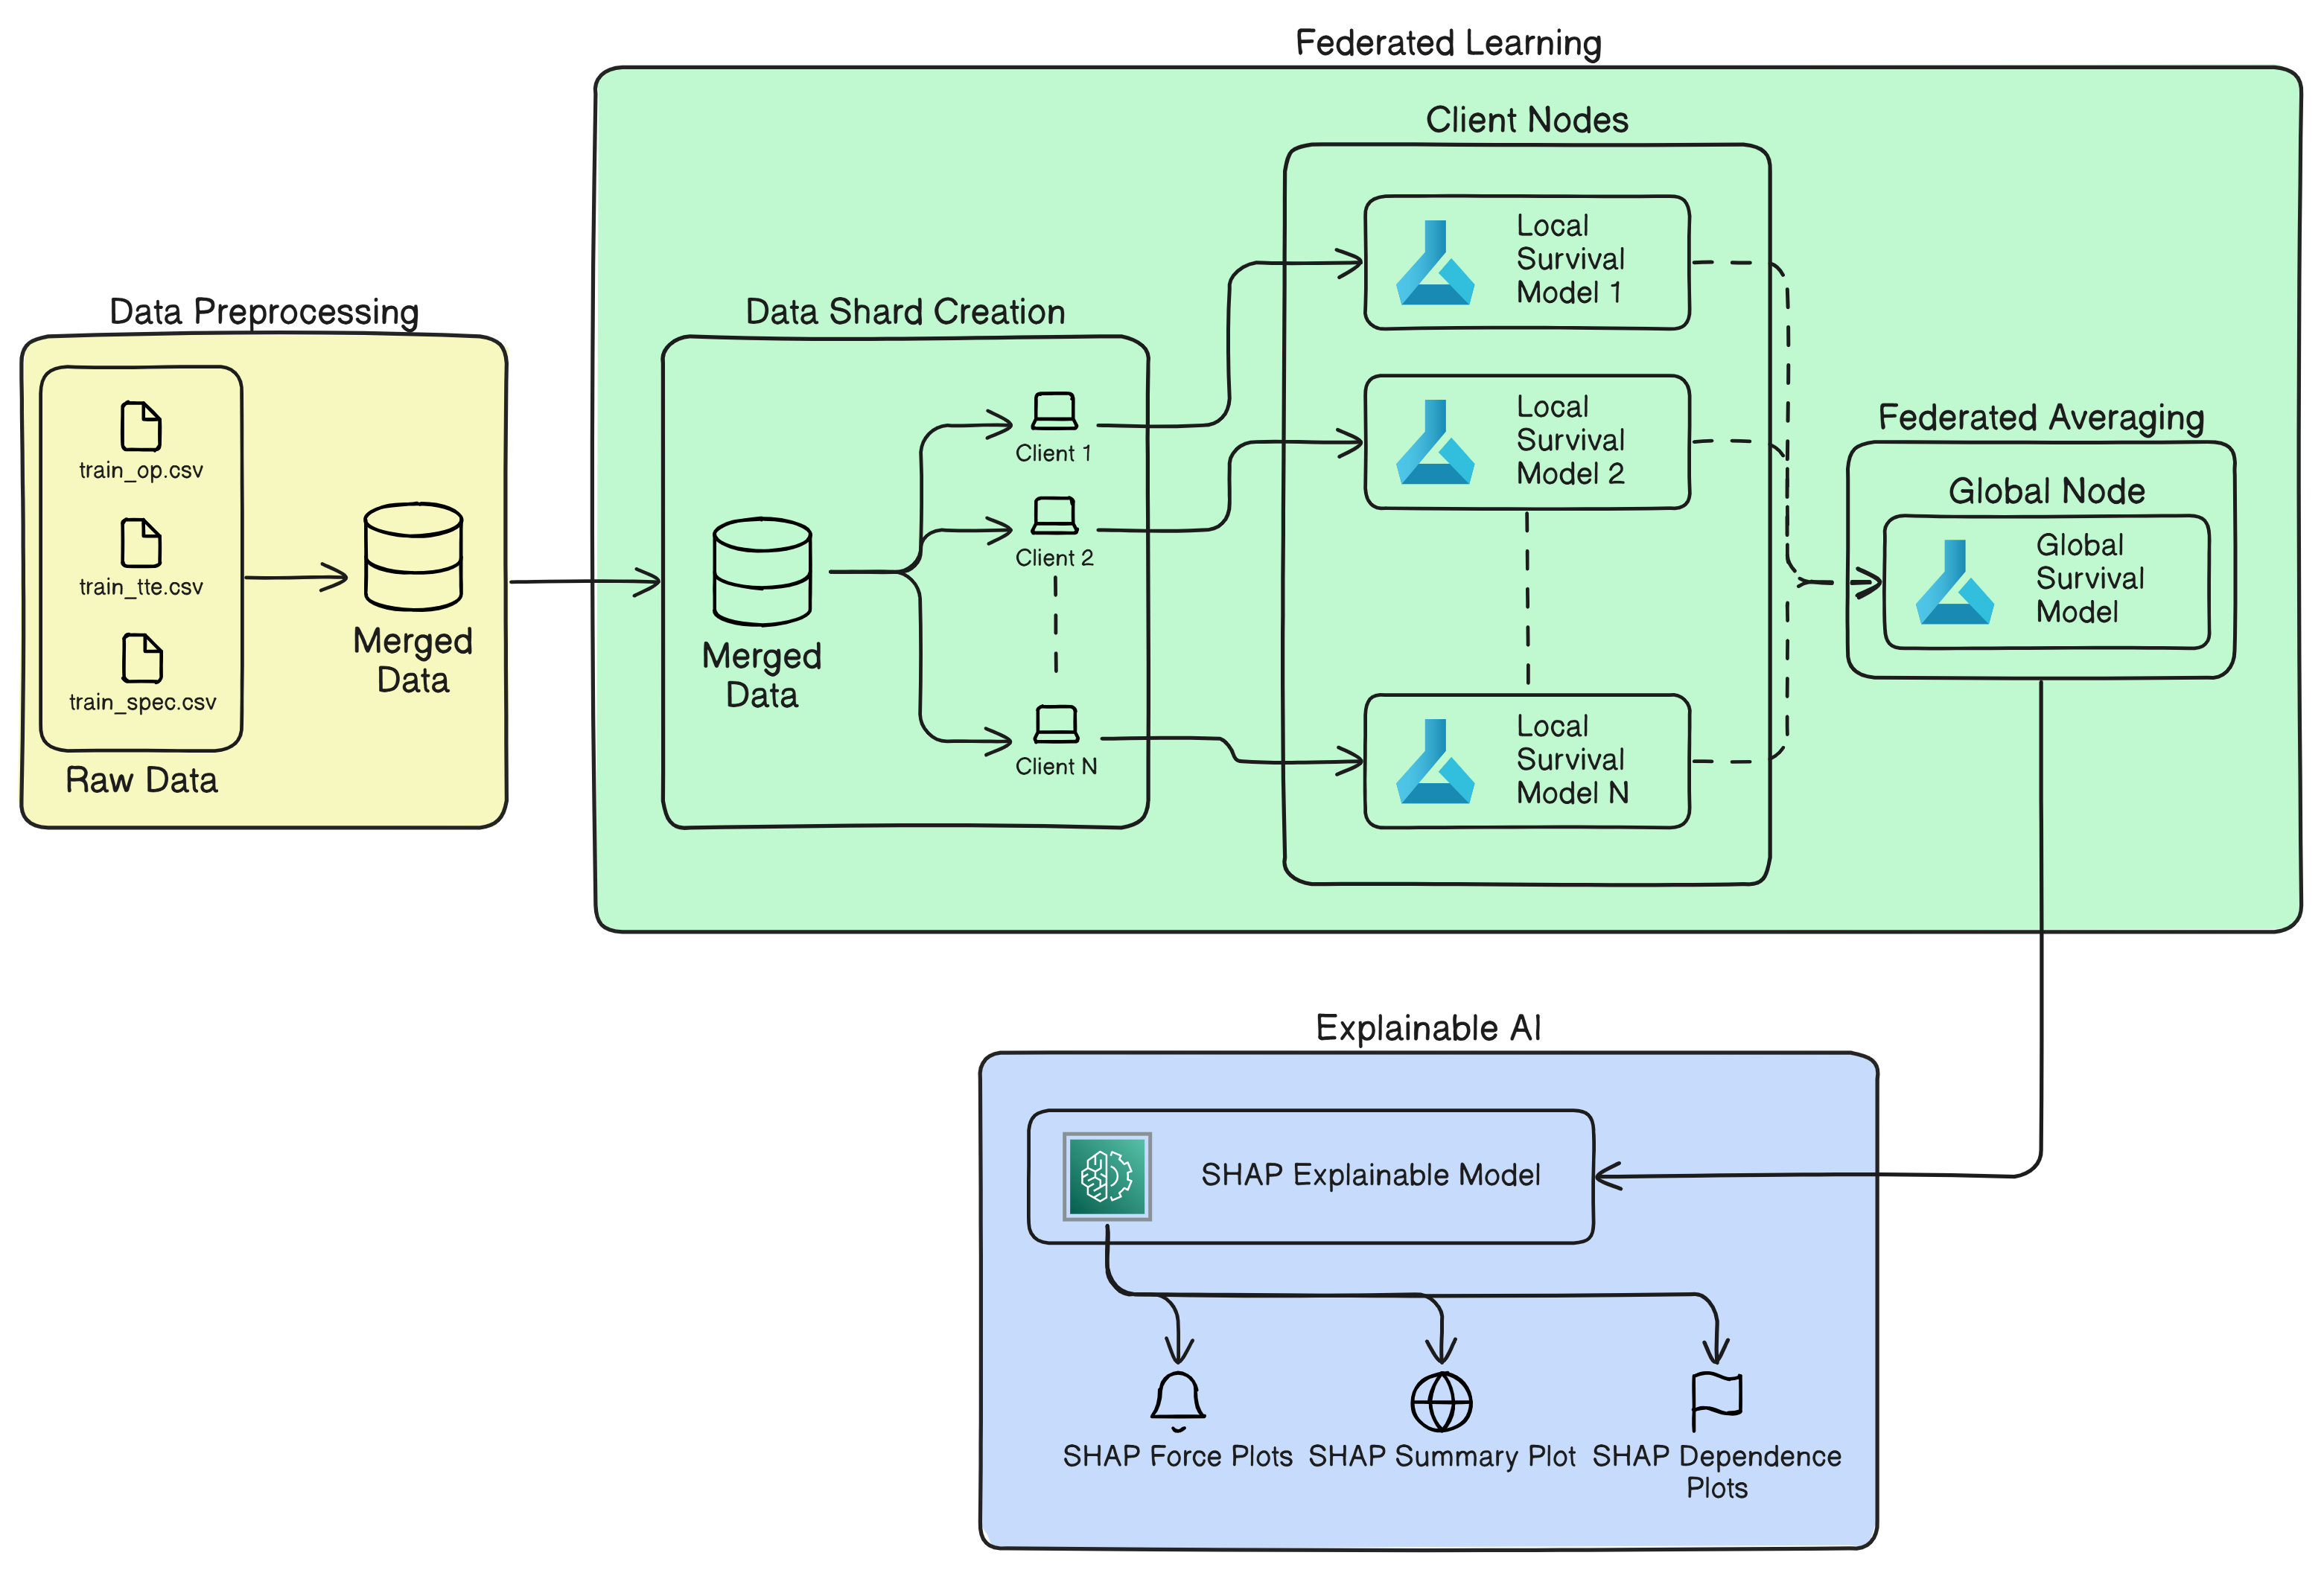 Federated Learning
Data Preprocessing
train_op.csv
train_tte.csv
train_spec.csv
Raw Data
Merged
Data
Data Shard Creation
Merged
Data
Client 1
Client 2
Client N
Client Nodes
Local
Survival
Model 1
Local
Survival
Model 2
Local
Survival
Model N
Federated Averaging
Global Node
Global
Survival
Model
Explainable AI
SHAP Explainable Model
SHAP Force Plots
SHAP Summary Plot
SHAP Dependence
Plots